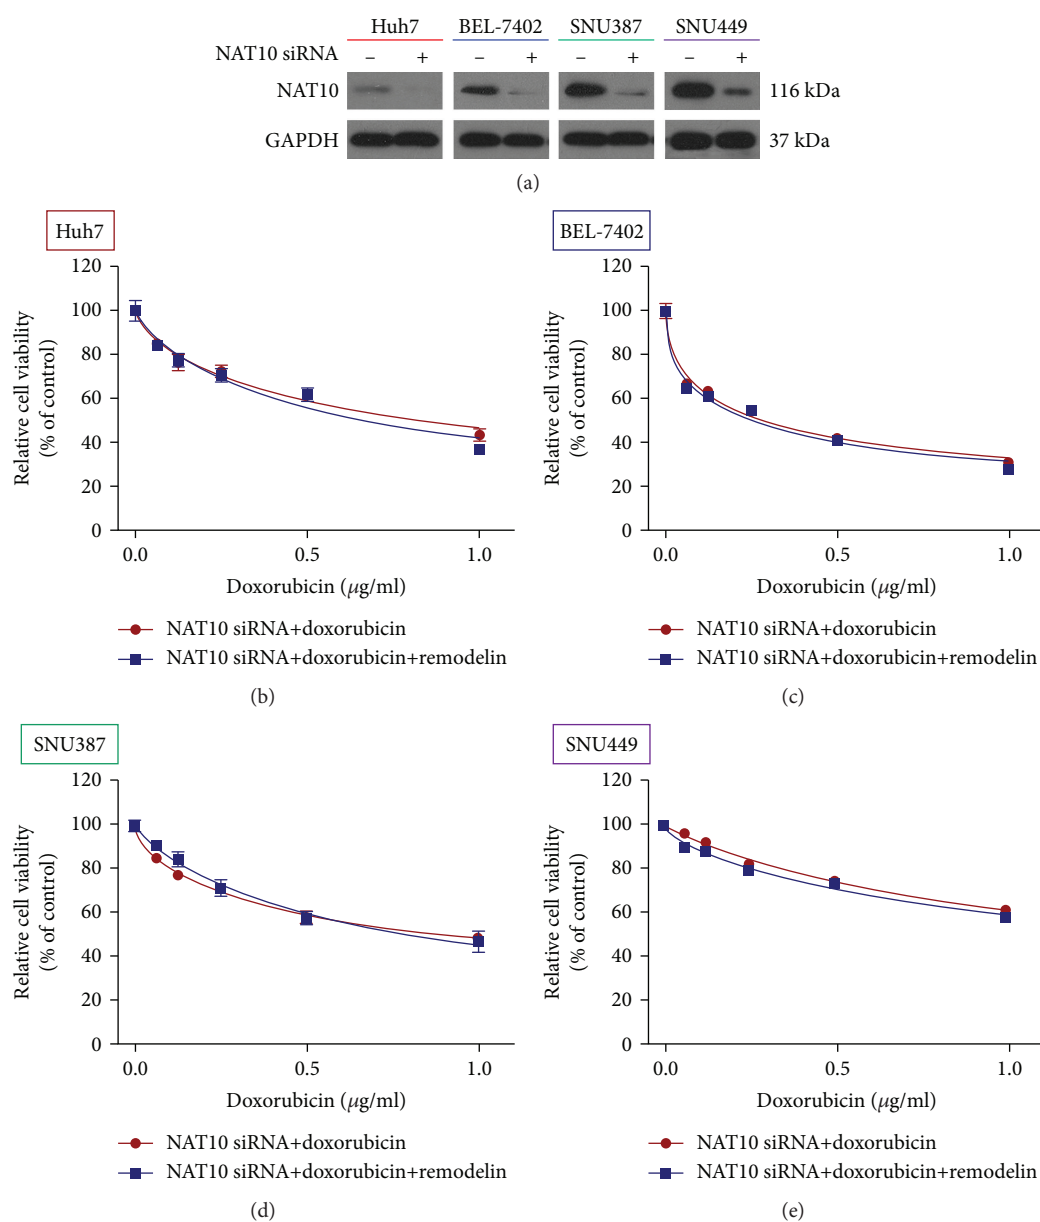 Huh7 BEL-7402 SNU387 SNU449
NAT10 siRNA – + – + – + – +
NAT10 116 kDa
GAPDH 37 kDa
(a)
Huh7
120
100
80
60
40
20
0
Relative cell viability
(% of control)
0.0 0.5 1.0
Doxorubicin (μg/ml)
NAT10 siRNA+doxorubicin
NAT10 siRNA+doxorubicin+remodelin
(b)
BEL-7402
120
100
80
60
40
20
0
Relative cell viability
(% of control)
0.0 0.5 1.0
Doxorubicin (μg/ml)
NAT10 siRNA+doxorubicin
NAT10 siRNA+doxorubicin+remodelin
(c)
SNU387
120
100
80
60
40
20
0
Relative cell viability
(% of control)
0.0 0.5 1.0
Doxorubicin (μg/ml)
NAT10 siRNA+doxorubicin
NAT10 siRNA+doxorubicin+remodelin
(d)
SNU449
120
100
80
60
40
20
0
Relative cell viability
(% of control)
0.0 0.5 1.0
Doxorubicin (μg/ml)
NAT10 siRNA+doxorubicin
NAT10 siRNA+doxorubicin+remodelin
(e)